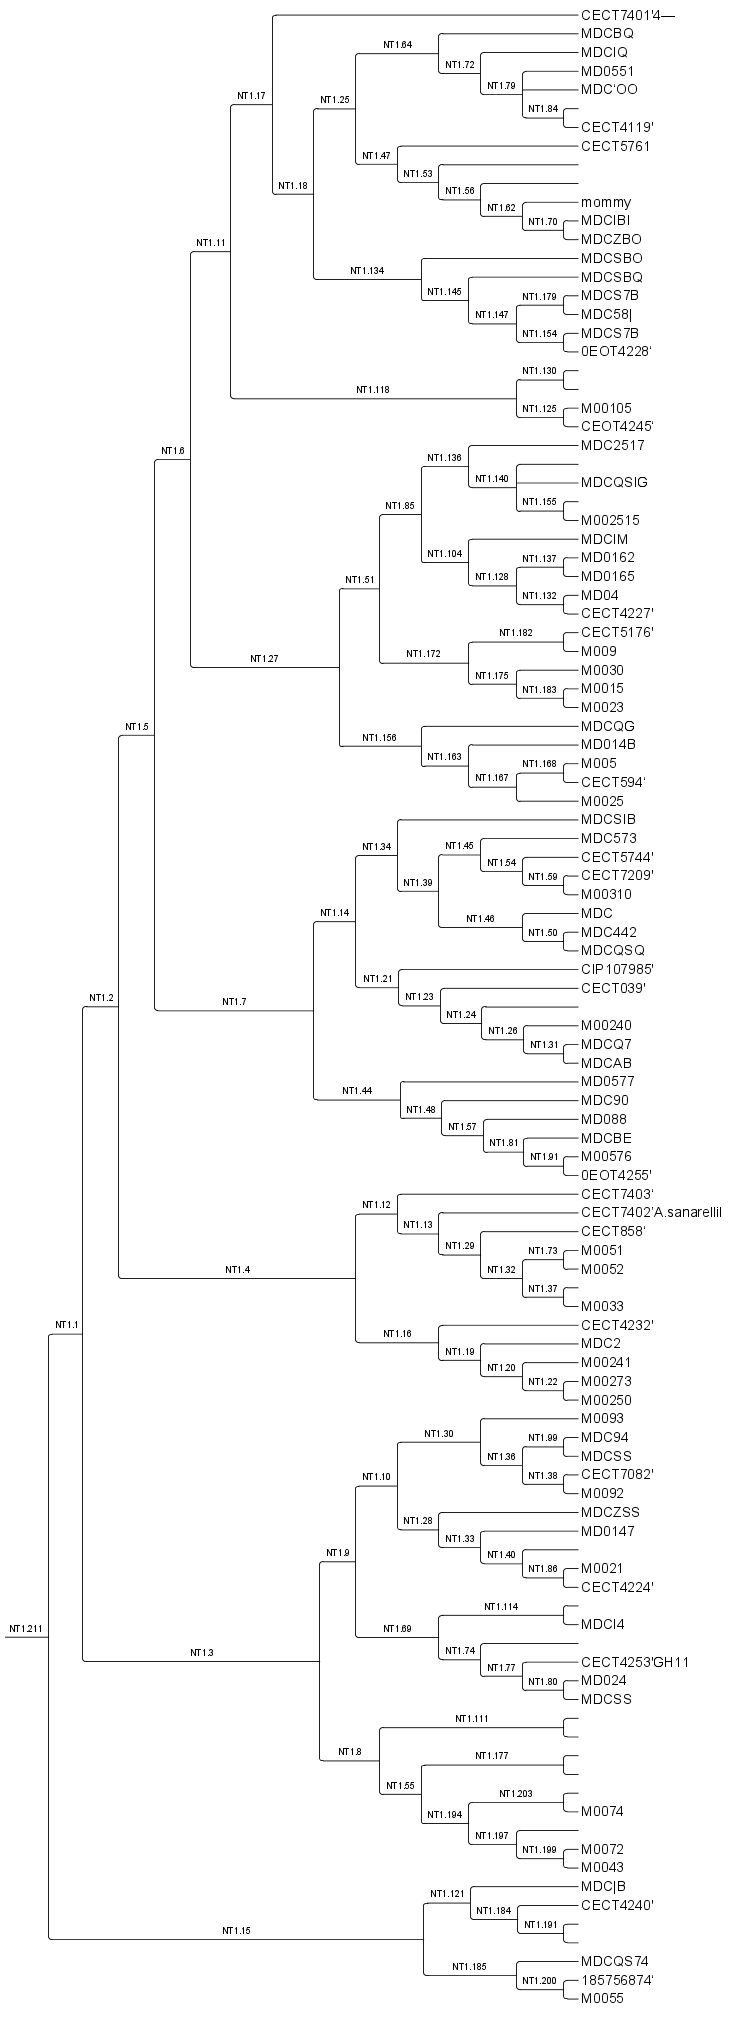 CECT7401'4—
MDCBQ
NT1.64
MDCIQ
NT1.72
MD0551
NT1.79
MDC'OO
NT1.17
NT1.25
NT1.84
CECT4119'
CECT5761
NT1.47
NT1.53
NT1.18
NT1.56
mommy
NT1.62
MDCIBI
NT1.70
MDCZBO
NT1.11
MDCSBO
NT1.134
MDCSBQ
NT1.145
MDCS7B
NT1.179
MDC58|
NT1.147
MDCS7B
NT1.154
0EOT4228'
NT1.130
NT1.118
M00105
NT1.125
CEOT4245'
MDC2517
NT1.6
NT1.136
NT1.140
MDCQSIG
NT1.155
NT1.85
M002515
MDCIM
NT1.104
NT1.137
MD0162
NT1.128
MD0165
NT1.51
NT1.132
MD04
CECT4227'
NT1.182
CECT5176'
NT1.27
NT1.172
M009
NT1.175
M0030
NT1.183
M0015
M0023
NT1.5
MDCQG
NT1.156
MD014B
NT1.163
NT1.168
M005
NT1.167
CECT594'
M0025
MDCSIB
MDC573
NT1.34
NT1.45
CECT5744'
NT1.54
CECT7209'
NT1.39
NT1.59
M00310
MDC
NT1.14
NT1.46
MDC442
NT1.50
MDCQSQ
CIP107985'
NT1.21
CECT039'
NT1.2
NT1.7
NT1.23
NT1.24
M00240
NT1.26
MDCQ7
NT1.31
MDCAB
MD0577
NT1.44
MDC90
NT1.48
MD088
NT1.57
MDCBE
NT1.81
M00576
NT1.91
0EOT4255'
CECT7403'
NT1.12
CECT7402'A.sanarellil
NT1.13
CECT858'
NT1.29
NT1.73
M0051
NT1.4
NT1.32
M0052
NT1.37
M0033
NT1.1
CECT4232'
NT1.16
MDC2
NT1.19
M00241
NT1.20
M00273
NT1.22
M00250
M0093
NT1.30
NT1.99
MDC94
NT1.36
MDCSS
NT1.10
NT1.38
CECT7082'
M0092
MDCZSS
NT1.28
MD0147
NT1.33
NT1.9
NT1.40
M0021
NT1.86
CECT4224'
NT1.114
MDCI4
NT1.211
NT1.69
NT1.74
NT1.3
NT1.77
CECT4253'GH11
NT1.80
MD024
MDCSS
NT1.111
NT1.8
NT1.177
NT1.55
NT1.203
M0074
NT1.194
NT1.197
M0072
NT1.199
M0043
MDC|B
NT1.121
CECT4240'
NT1.184
NT1.191
NT1.15
MDCQS74
NT1.185
185756874'
NT1.200
M0055